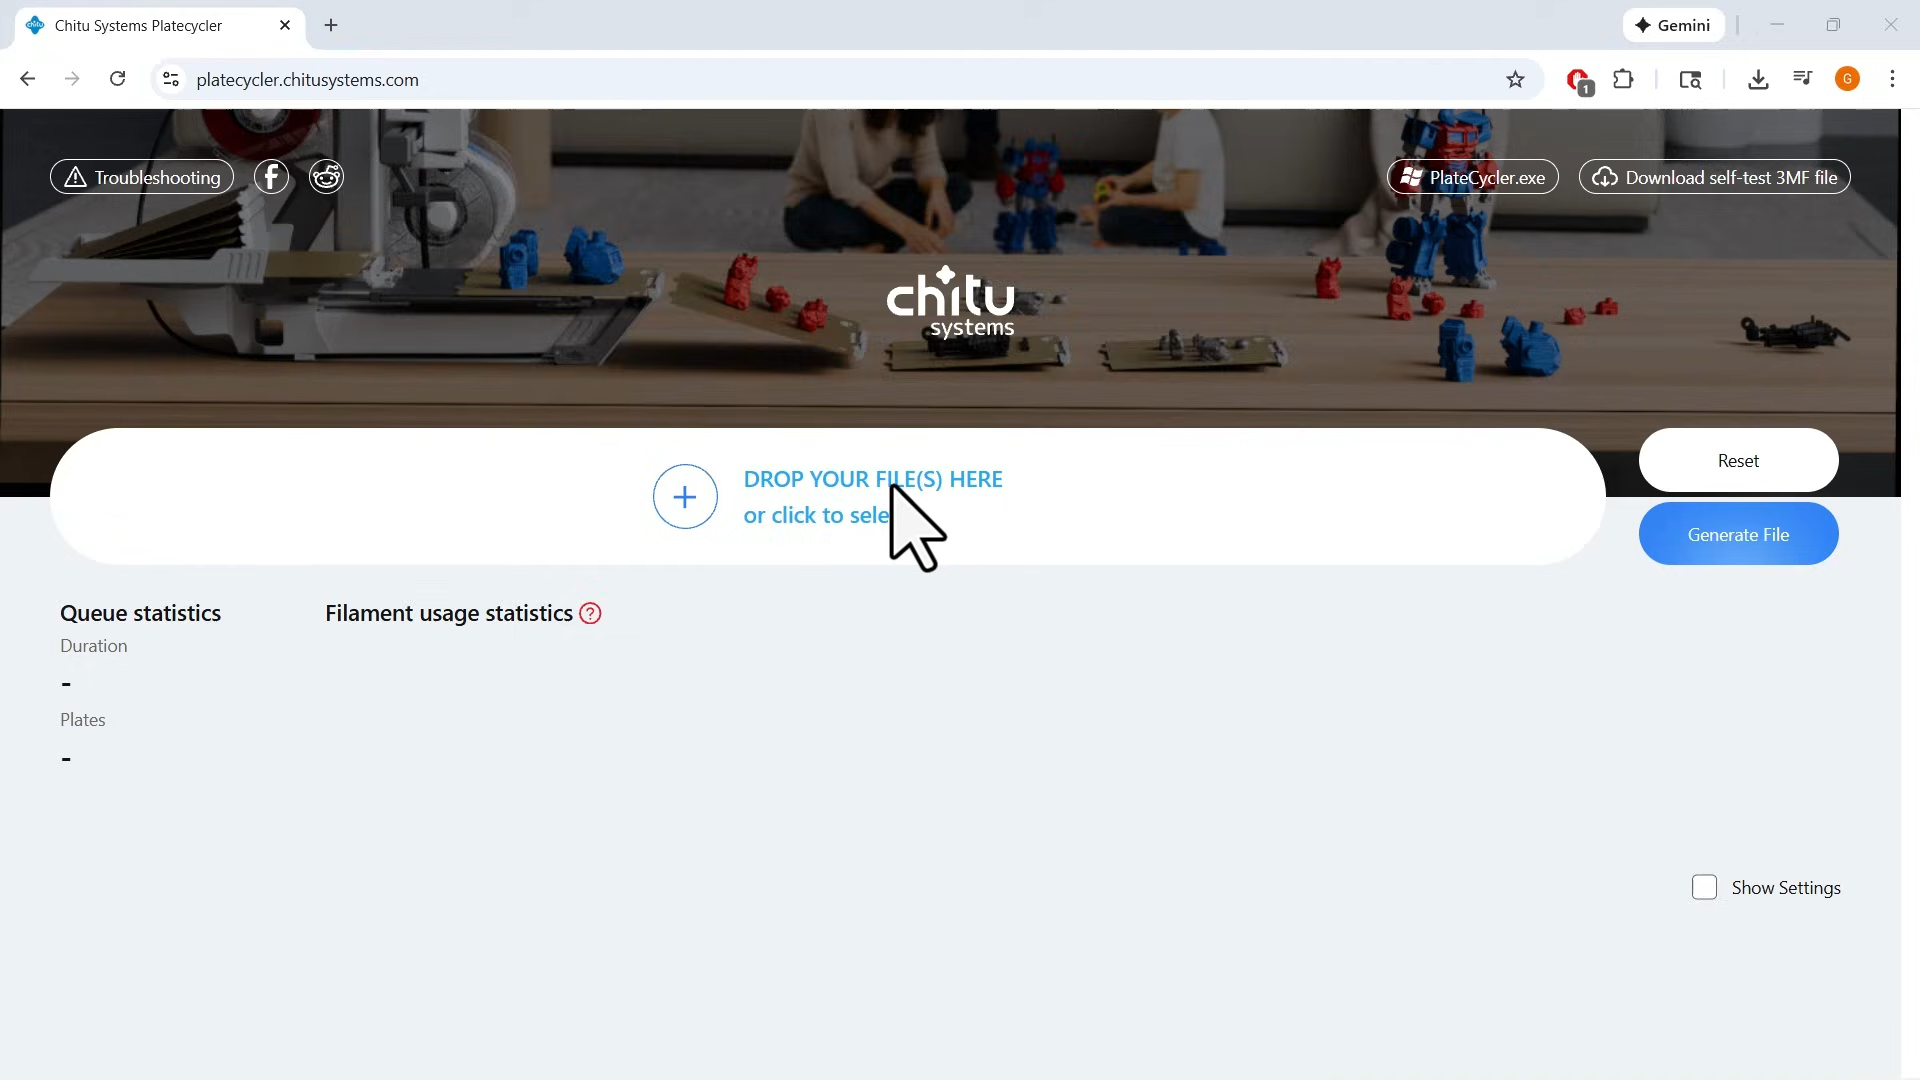 Chitu Systems Platecycler
Gemini
platecycler.chitusystems.com
1
G
Troubleshooting
PlateCycler.exe
Download self-test 3MF file
chitu
systems
DROP YOUR FILE(S) HERE
or click to
Reset
Generate File
Queue statistics
Filament usage statistics ?
Duration
-
Plates
-
Show Settings